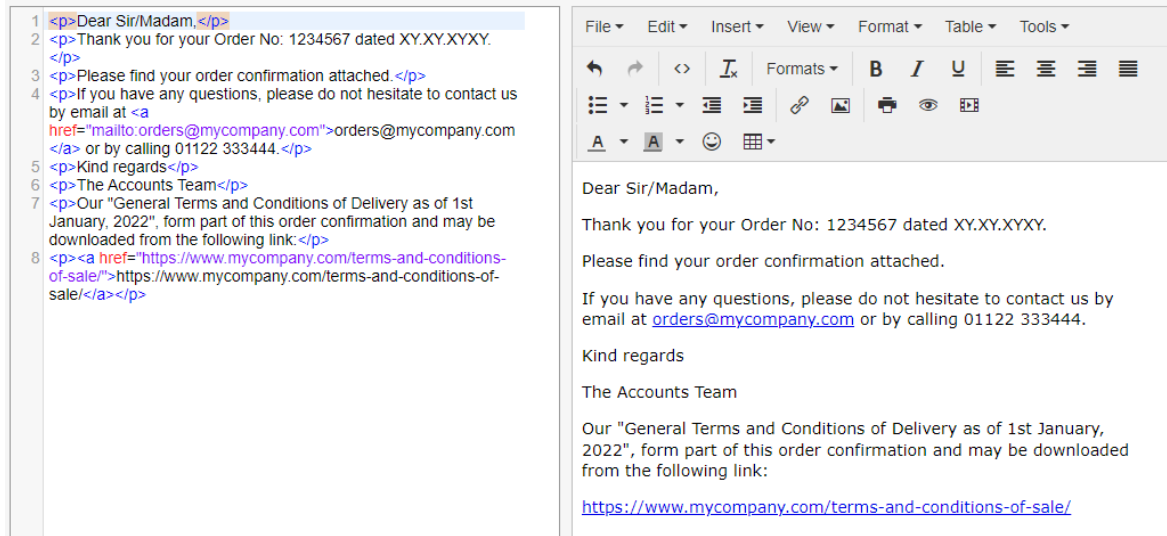 1 <p>Dear Sir/Madam,</p>
2 <p>Thank you for your Order No: 1234567 dated XY.XY.XYXY.
</p>
3 <p>Please find your order confirmation attached.</p>
4 <p>If you have any questions, please do not hesitate to contact us
by email at <a
href="mailto:orders@mycompany.com">orders@mycompany.com
</a> or by calling 01122 333444.</p>
5 <p>Kind regards</p>
6 <p>The Accounts Team</p>
7 <p>Our "General Terms and Conditions of Delivery as of 1st
January, 2022", form part of this order confirmation and may be
downloaded from the following link:</p>
8 <p><a href="https://www.mycompany.com/terms-and-conditions-
of-sale/">https://www.mycompany.com/terms-and-conditions-of-
sale/</a></p>
File Edit Insert View Format Table Tools
Formats B I U
A A
Dear Sir/Madam,
Thank you for your Order No: 1234567 dated XY.XY.XYXY.
Please find your order confirmation attached.
If you have any questions, please do not hesitate to contact us by
email at orders@mycompany.com or by calling 01122 333444.
Kind regards
The Accounts Team
Our "General Terms and Conditions of Delivery as of 1st January,
2022", form part of this order confirmation and may be downloaded
from the following link:
https://www.mycompany.com/terms-and-conditions-of-sale/